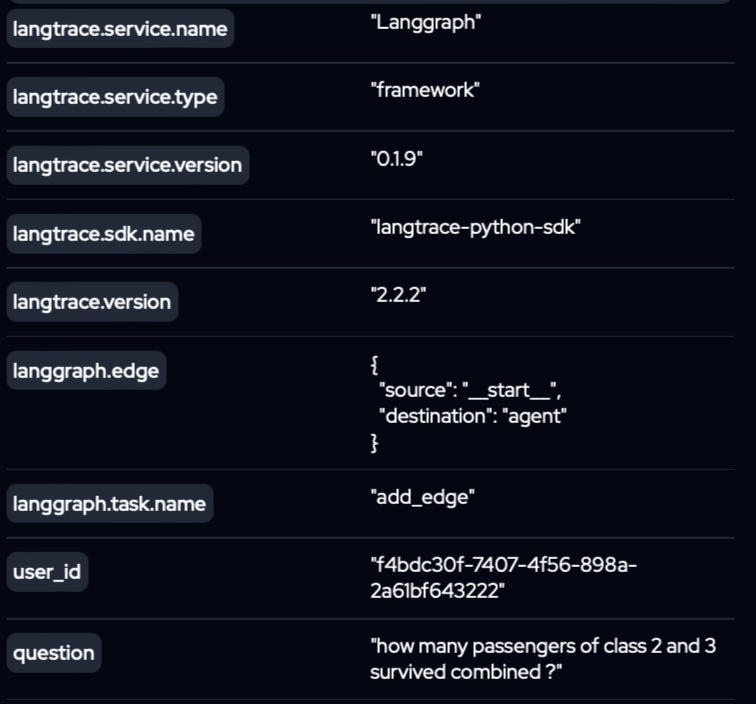 langtrace.service.name "Langgraph"
langtrace.service.type "framework"
langtrace.service.version "0.1.9"
langtrace.sdk.name "langtrace-python-sdk"
langtrace.version "2.2.2"
langgraph.edge {
"source": "__start__",
"destination": "agent"
}
langgraph.task.name "add_edge"
user_id "f4bdc30f-7407-4f56-898a-
2a61bf643222"
question "how many passengers of class 2 and 3
survived combined ?"